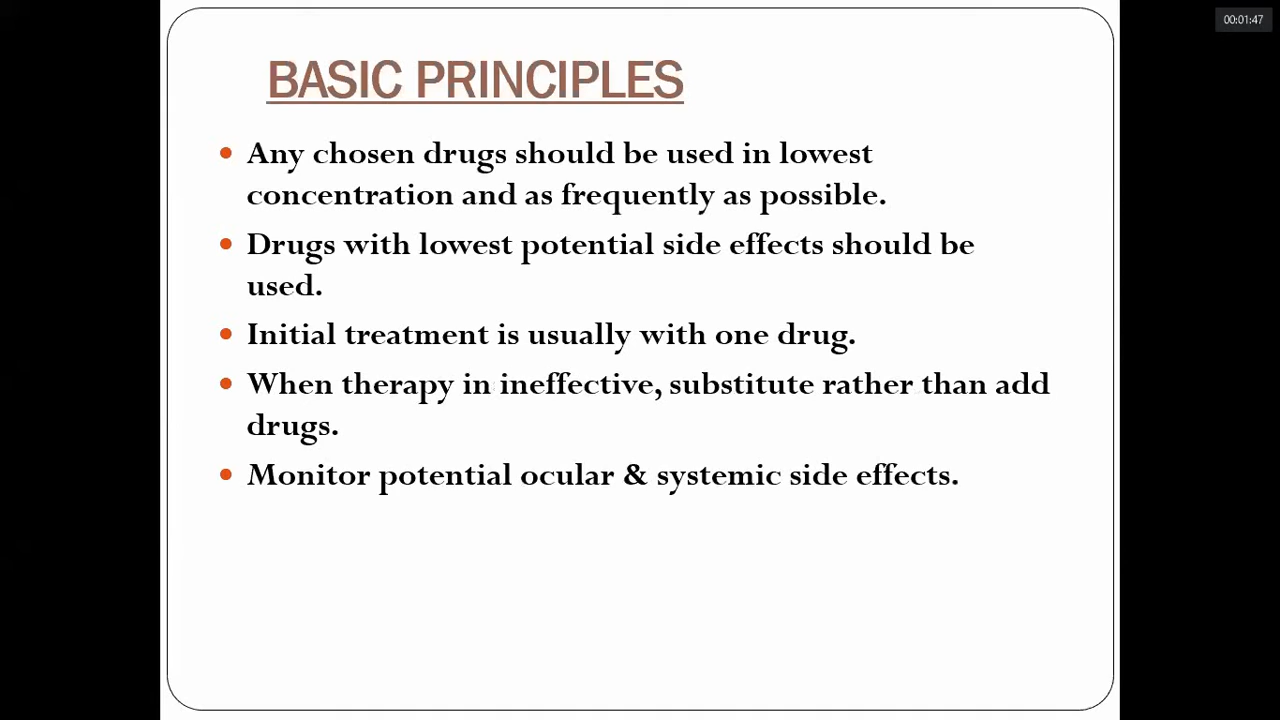 00:01:47
BASIC PRINCIPLES
• Any chosen drugs should be used in lowest
concentration and as frequently as possible.
• Drugs with lowest potential side effects should be
used.
• Initial treatment is usually with one drug.
• When therapy in ineffective, substitute rather than add
drugs.
• Monitor potential ocular & systemic side effects.